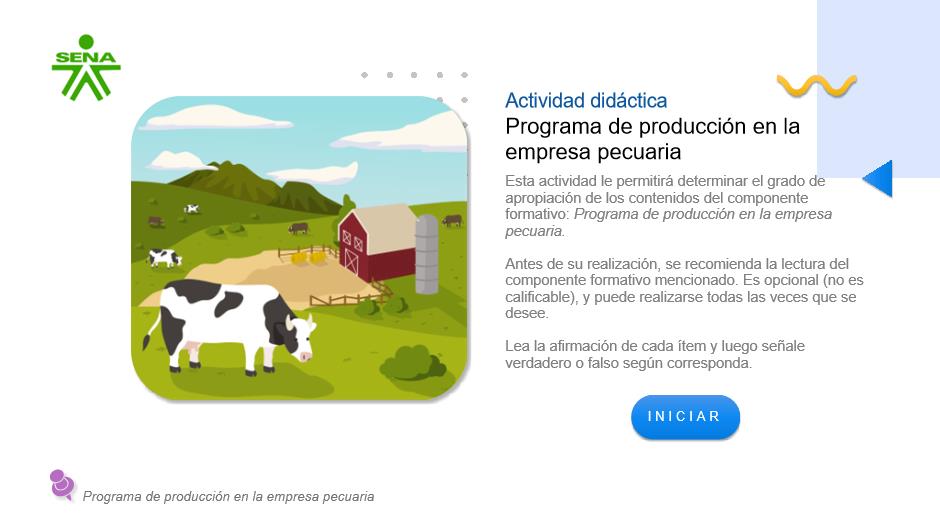 SENA
Actividad didáctica
Programa de producción en la
empresa pecuaria
Esta actividad le permitirá determinar el grado de
apropiación de los contenidos del componente
formativo: Programa de producción en la empresa
pecuaria.
Antes de su realización, se recomienda la lectura del
componente formativo mencionado. Es opcional (no es
calificable), y puede realizarse todas las veces que se
desee.
Lea la afirmación de cada ítem y luego señale
verdadero o falso según corresponda.
INICIAR
Programa de producción en la empresa pecuaria